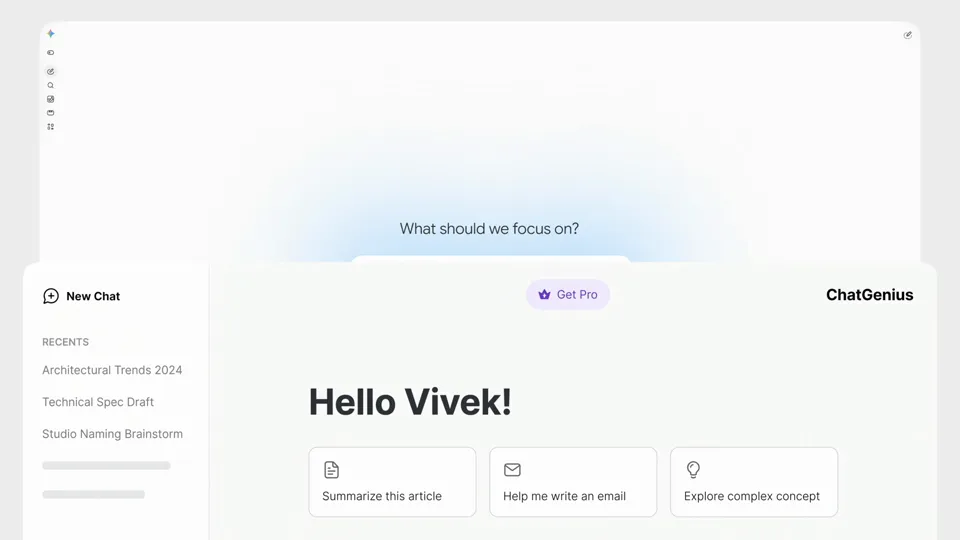 What should we focus on?
New Chat
Get Pro
ChatGenius
RECENTS
Architectural Trends 2024
Technical Spec Draft
Studio Naming Brainstorm
Hello Vivek!
Summarize this article
Help me write an email
Explore complex concept